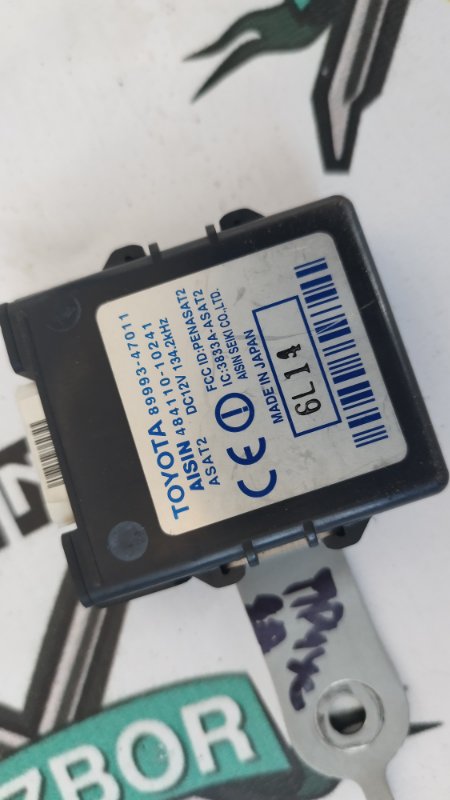 TOYOTA 89993-47011
AISIN 484110-10241
DC12V 134.2kHz
ASAT2
FCC ID:PENASAT2
IC:3833A-ASAT2
AISIN SEIKI CO.,LTD.
CE
MADE IN JAPAN
6L14
ZBOR